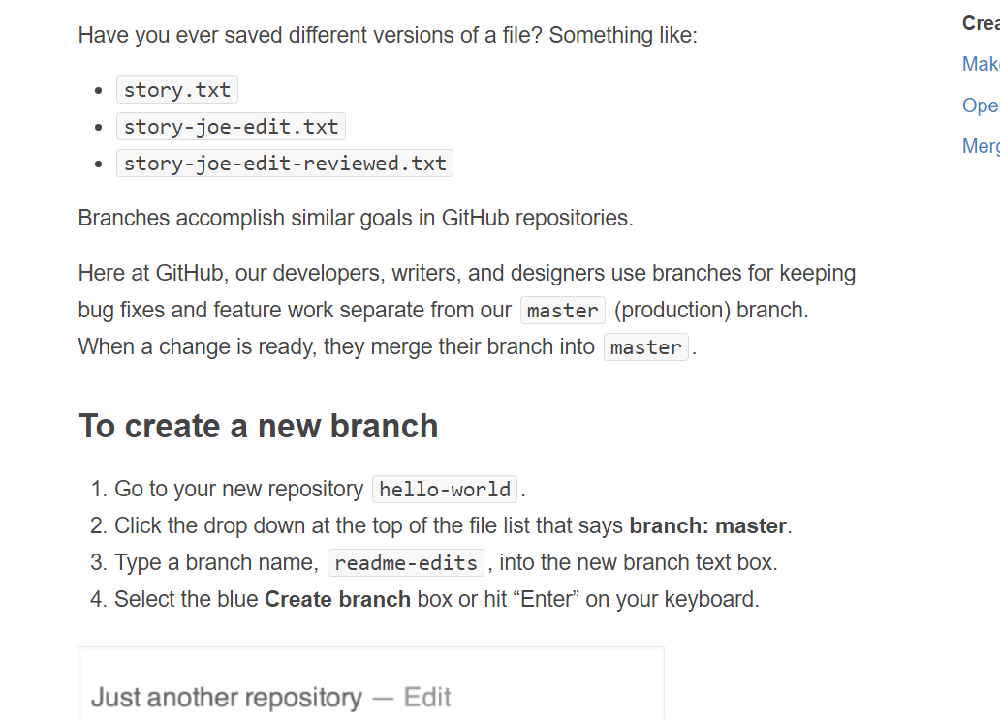 Have you ever saved different versions of a file? Something like:
story.txt
story-joe-edit.txt
story-joe-edit-reviewed.txt
Branches accomplish similar goals in GitHub repositories.
Here at GitHub, our developers, writers, and designers use branches for keeping
bug fixes and feature work separate from our master (production) branch.
When a change is ready, they merge their branch into master.
To create a new branch
1. Go to your new repository hello-world.
2. Click the drop down at the top of the file list that says branch: master.
3. Type a branch name, readme-edits, into the new branch text box.
4. Select the blue Create branch box or hit “Enter” on your keyboard.
Just another repository — Edit